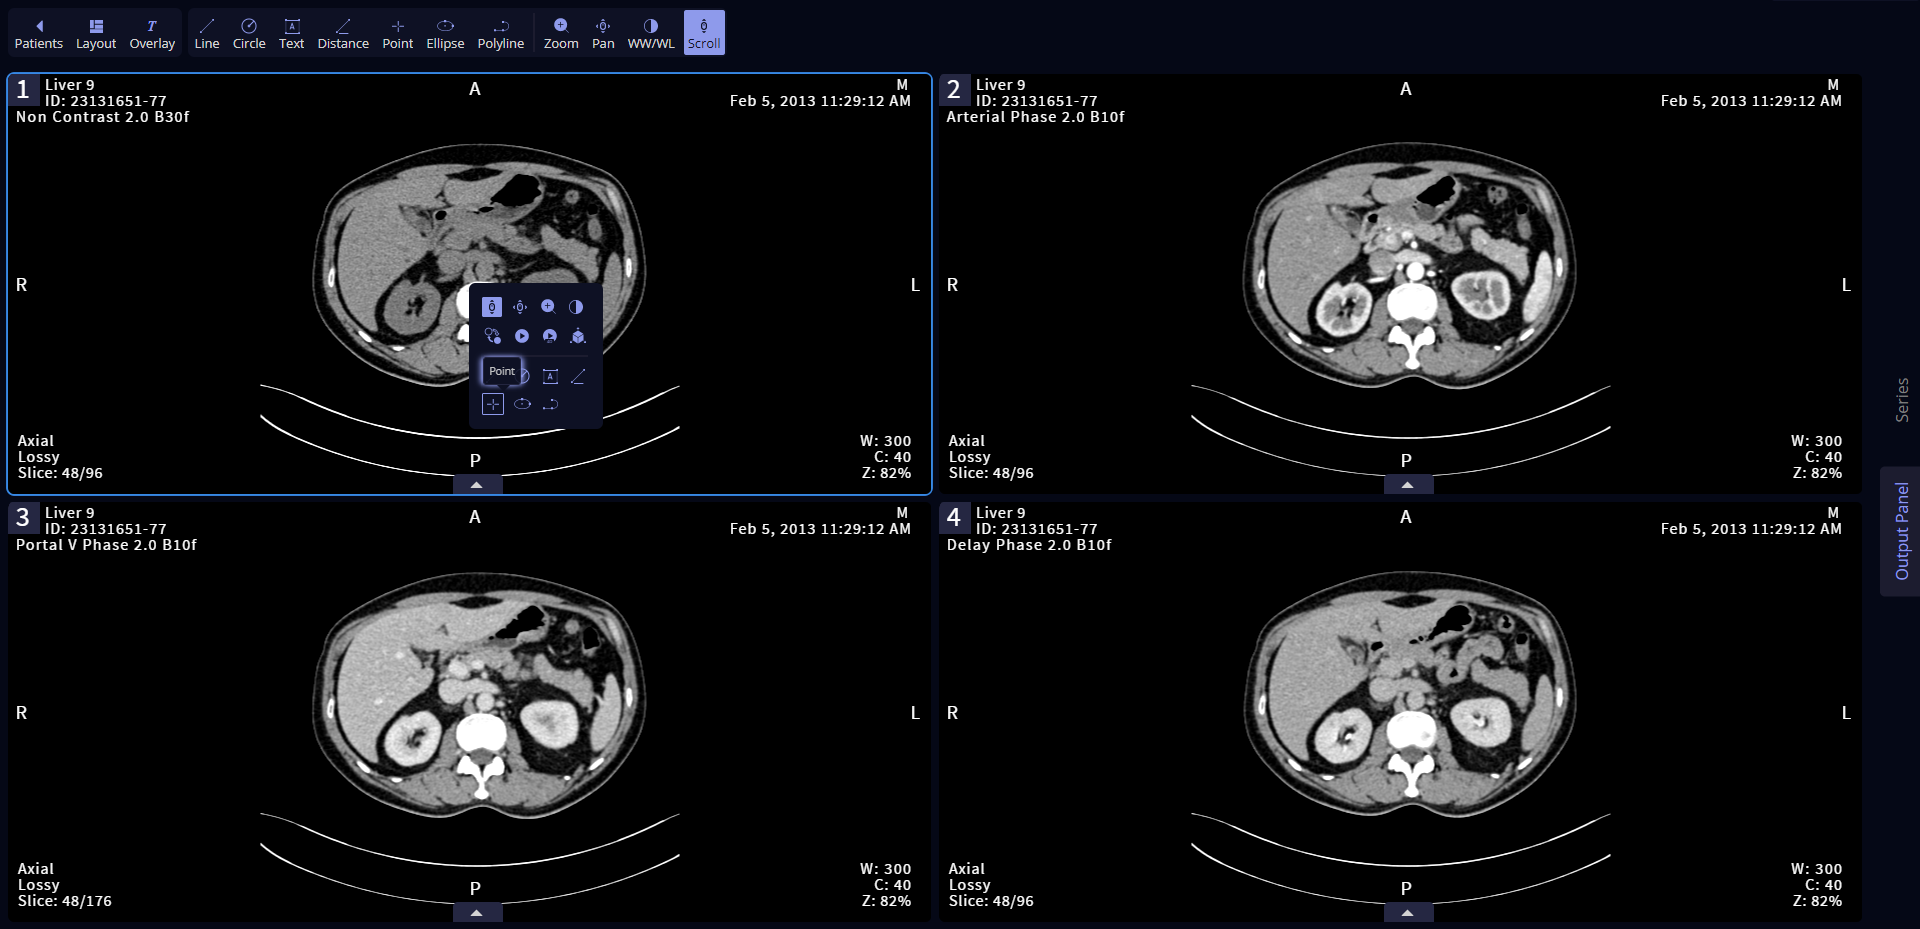 Patients Layout Overlay Line Circle Text Distance Point Ellipse Polyline Zoom Pan WW/WL Scroll
1
Liver 9
ID: 23131651-77
Non Contrast 2.0 B30f
A
M
Feb 5, 2013 11:29:12 AM
R
L
Point
Axial
Lossy
Slice: 48/96
P
W: 300
C: 40
Z: 82%
2
Liver 9
ID: 23131651-77
Arterial Phase 2.0 B10f
A
M
Feb 5, 2013 11:29:12 AM
R
L
Axial
Lossy
Slice: 48/96
P
W: 300
C: 40
Z: 82%
3
Liver 9
ID: 23131651-77
Portal V Phase 2.0 B10f
A
M
Feb 5, 2013 11:29:12 AM
R
L
Axial
Lossy
Slice: 48/176
P
W: 300
C: 40
Z: 82%
4
Liver 9
ID: 23131651-77
Delay Phase 2.0 B10f
A
M
Feb 5, 2013 11:29:12 AM
R
L
Axial
Lossy
Slice: 48/96
P
W: 300
C: 40
Z: 82%
Series
Output Panel